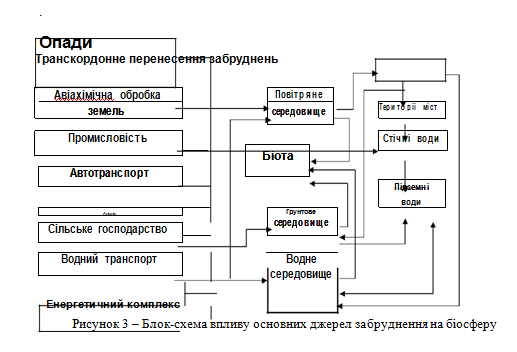 Опади
Транскордонне перенесення забруднень
Авіахімічна обробка
земель
Промисловість
Автотранспорт
Сільське господарство
Водний транспорт
Енергетичний комплекс
Повітряне
середовище
Біота
Грунтове
середовище
Водне
середовище
Території міст
Стічні води
Підземні
води
Рисунок 3 – Блок-схема впливу основних джерел забруднення на біосферу